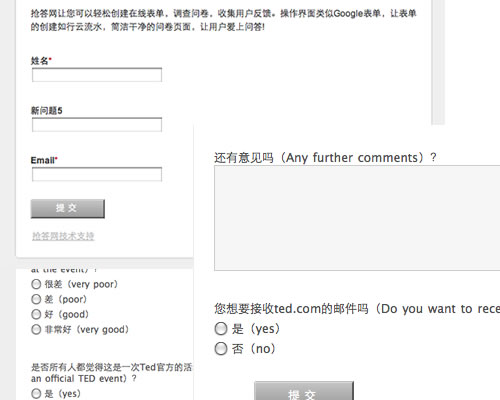 抢答网让您可以轻松创建在线表单，调查问卷，收集用户反馈。操作界面类似Google表单，让表单
的创建如行云流水，简洁干净的问卷页面，让用户爱上问答!
姓名*
新问题5
Email*
提 交
抢答网技术支持
at the event）?
很差（very poor）
差（poor）
好（good）
非常好（very good）
是否所有人都觉得这是一次Ted官方的活
an official TED event）?
是（yes）
还有意见吗（Any further comments）?
您想要接收ted.com的邮件吗（Do you want to rece
是（yes）
否（no）
提 交